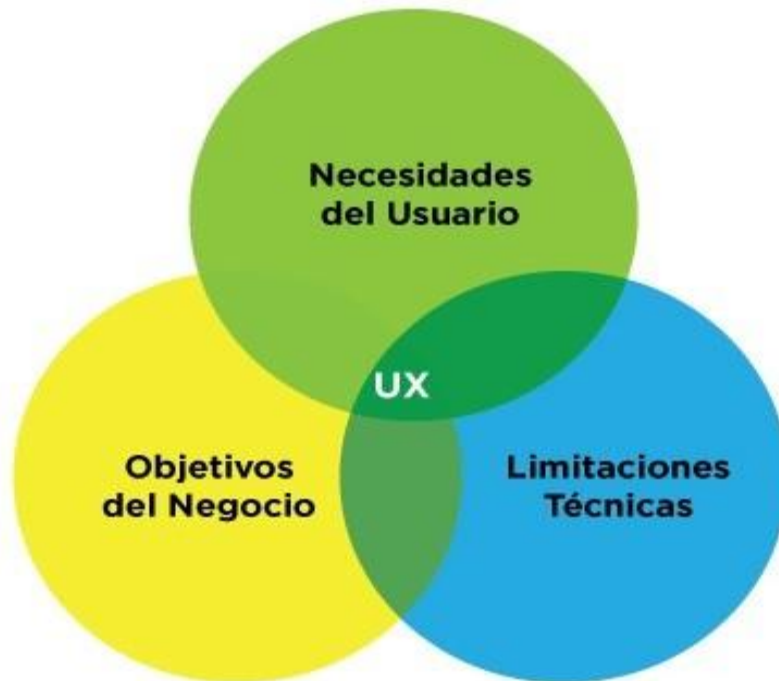 Necesidades
del Usuario
UX
Objetivos
del Negocio
Limitaciones
Técnicas